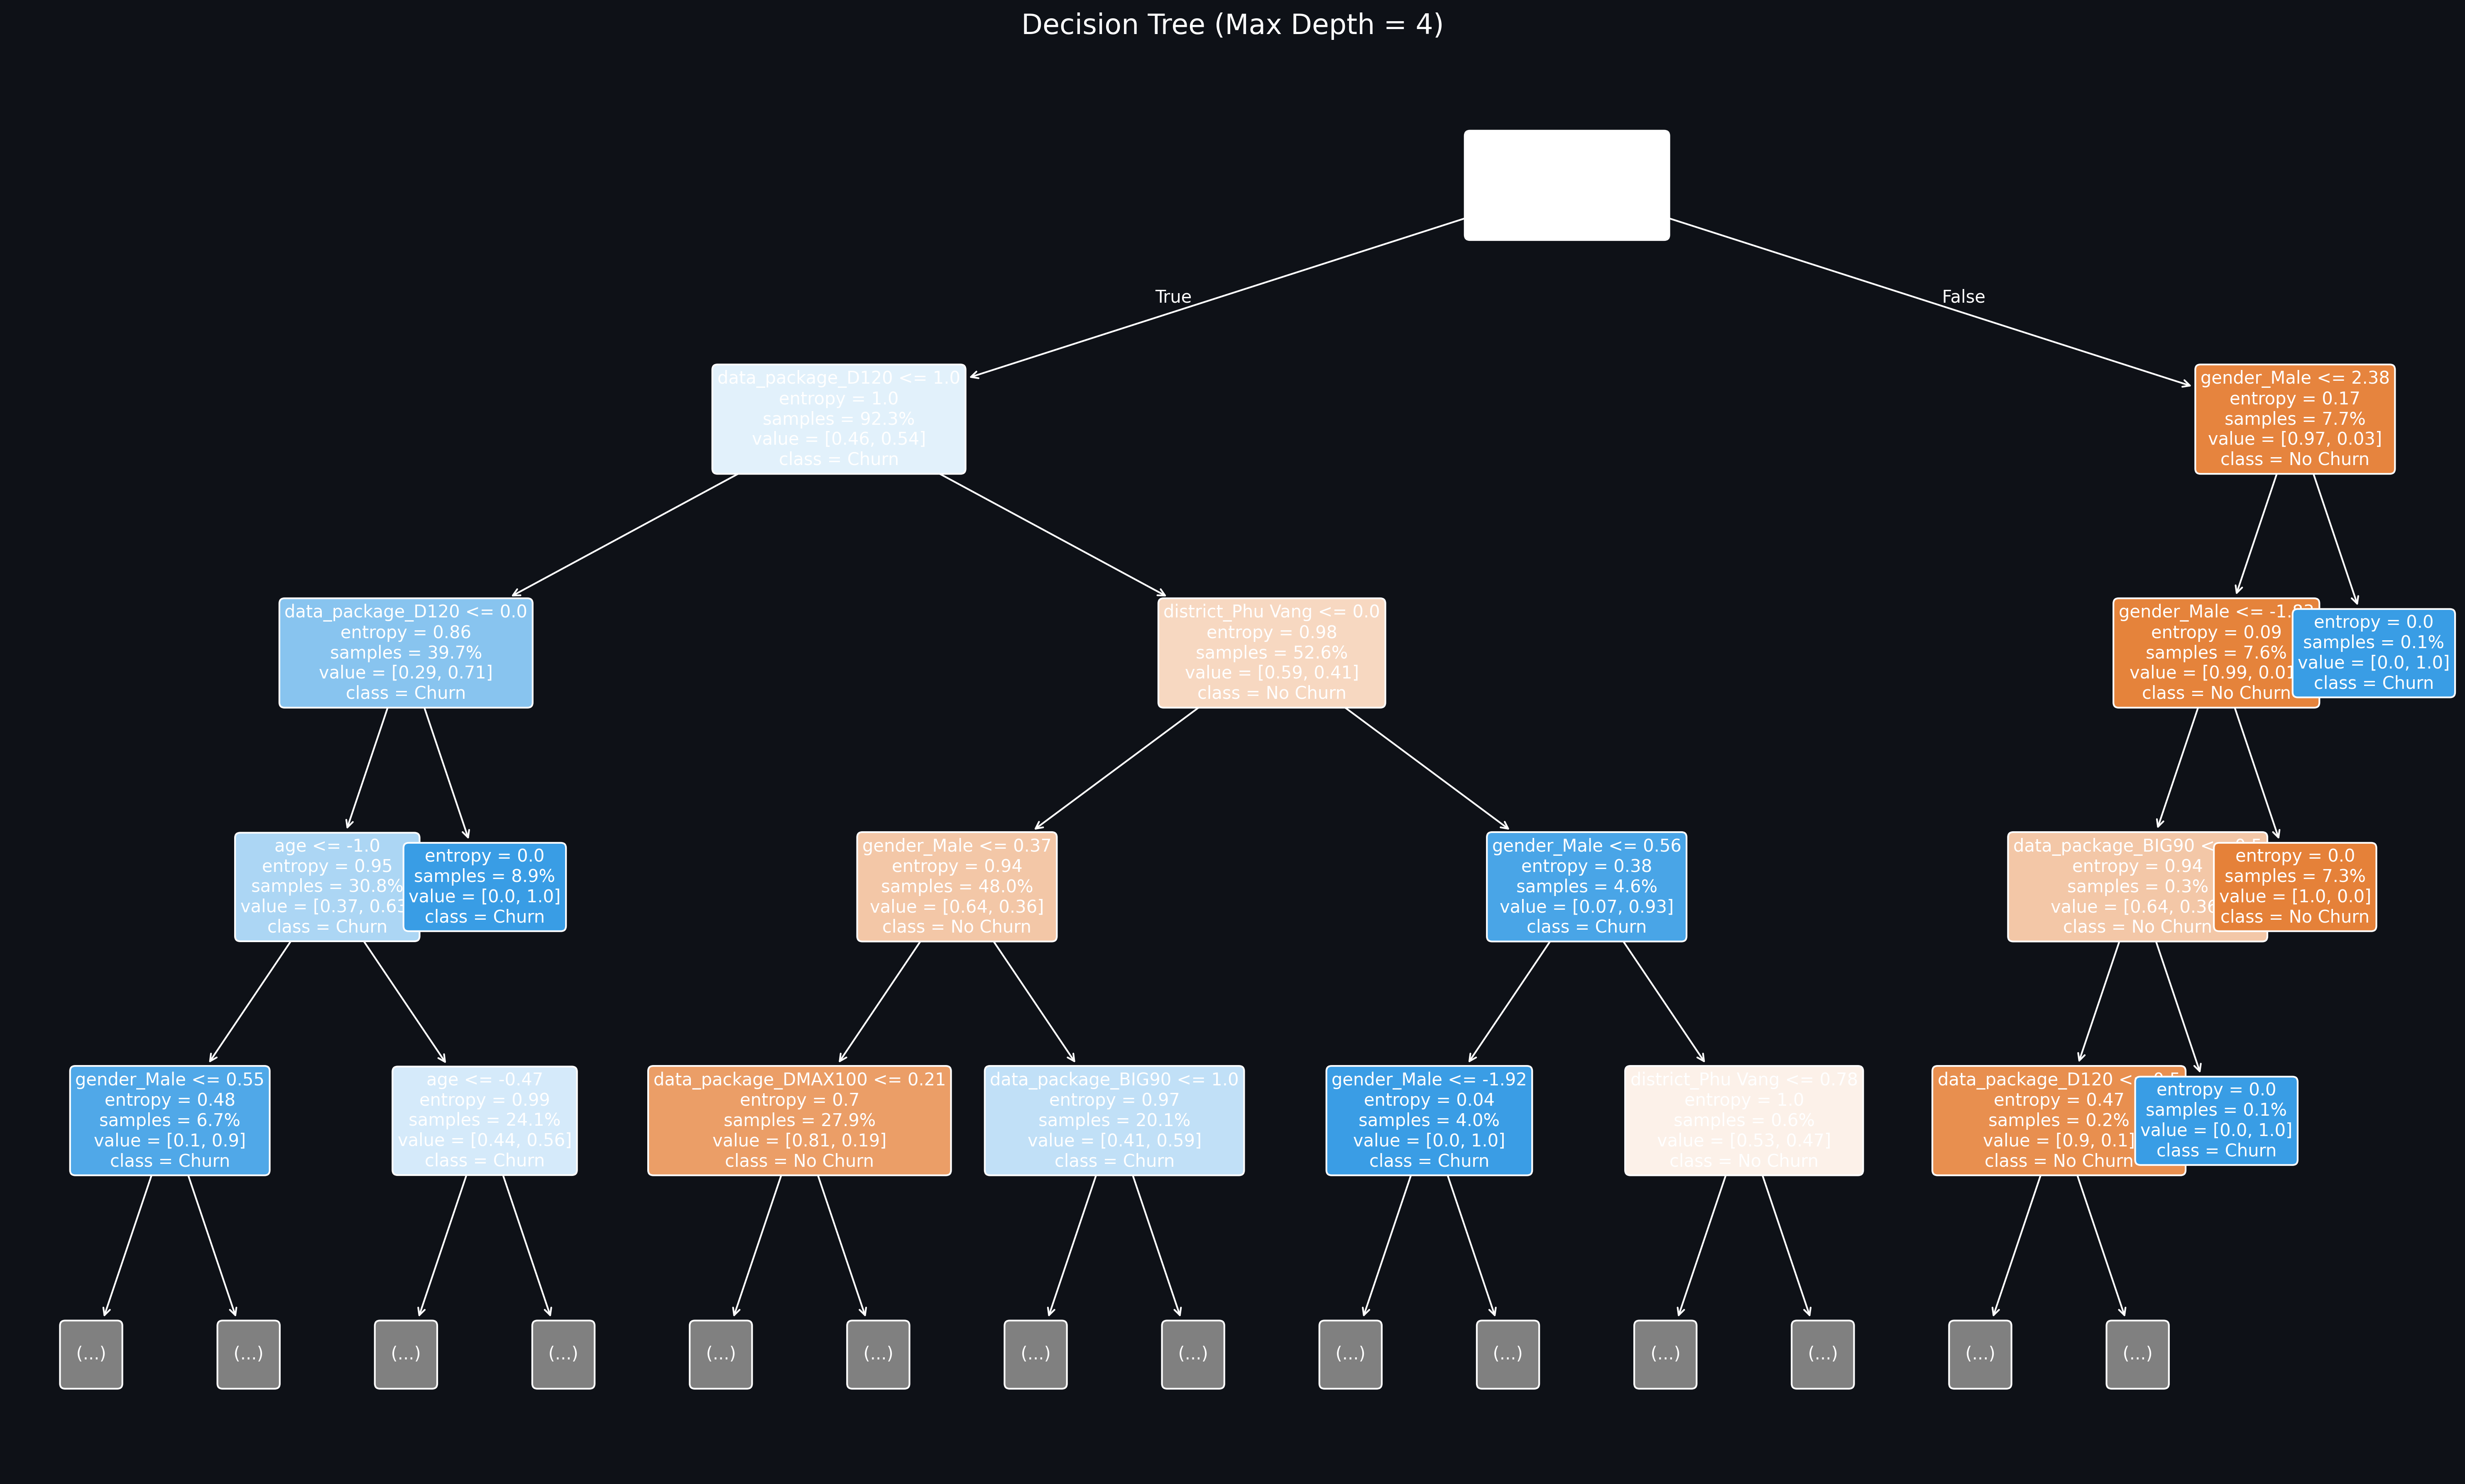 Decision Tree (Max Depth = 4)
True
False
data_package_D120 <= 1.0
entropy = 1.0
samples = 92.3%
value = [0.46, 0.54]
class = Churn
gender_Male <= 2.38
entropy = 0.17
samples = 7.7%
value = [0.97, 0.03]
class = No Churn
data_package_D120 <= 0.0
entropy = 0.86
samples = 39.7%
value = [0.29, 0.71]
class = Churn
district_Phu Vang <= 0.0
entropy = 0.98
samples = 52.6%
value = [0.59, 0.41]
class = No Churn
gender_Male <=
entropy = 0.09
samples = 7.6%
value = [0.99, 0.01
class = No Churn
entropy = 0.0
samples = 0.1%
value = [0.0, 1.0]
class = Churn
age <= -1.0
entropy = 0.95
samples = 30.8%
value = [0.37, 0.63
class = Churn
entropy = 0.0
samples = 8.9%
value = [0.0, 1.0]
class = Churn
gender_Male <= 0.37
entropy = 0.94
samples = 48.0%
value = [0.64, 0.36]
class = No Churn
gender_Male <= 0.56
entropy = 0.38
samples = 4.6%
value = [0.07, 0.93]
class = Churn
data_package_BIG90
entropy = 0.94
samples = 0.3%
value = [0.64, 0.36
class = No Churn
entropy = 0.0
samples = 7.3%
value = [1.0, 0.0]
class = No Churn
gender_Male <= 0.55
entropy = 0.48
samples = 6.7%
value = [0.1, 0.9]
class = Churn
age <= -0.47
entropy = 0.99
samples = 24.1%
value = [0.44, 0.56]
class = Churn
data_package_DMAX100 <= 0.21
entropy = 0.7
samples = 27.9%
value = [0.81, 0.19]
class = No Churn
data_package_BIG90 <= 1.0
entropy = 0.97
samples = 20.1%
value = [0.41, 0.59]
class = Churn
gender_Male <= -1.92
entropy = 0.04
samples = 4.0%
value = [0.0, 1.0]
class = Churn
district_Phu Vang <= 0.78
entropy = 1.0
samples = 0.6%
value = [0.53, 0.47]
class = No Churn
data_package_D120
entropy = 0.47
samples = 0.2%
value = [0.9, 0.1]
class = No Churn
entropy = 0.0
samples = 0.1%
value = [0.0, 1.0]
class = Churn
(...)
(...)
(...)
(...)
(...)
(...)
(...)
(...)
(...)
(...)
(...)
(...)
(...)
(...)